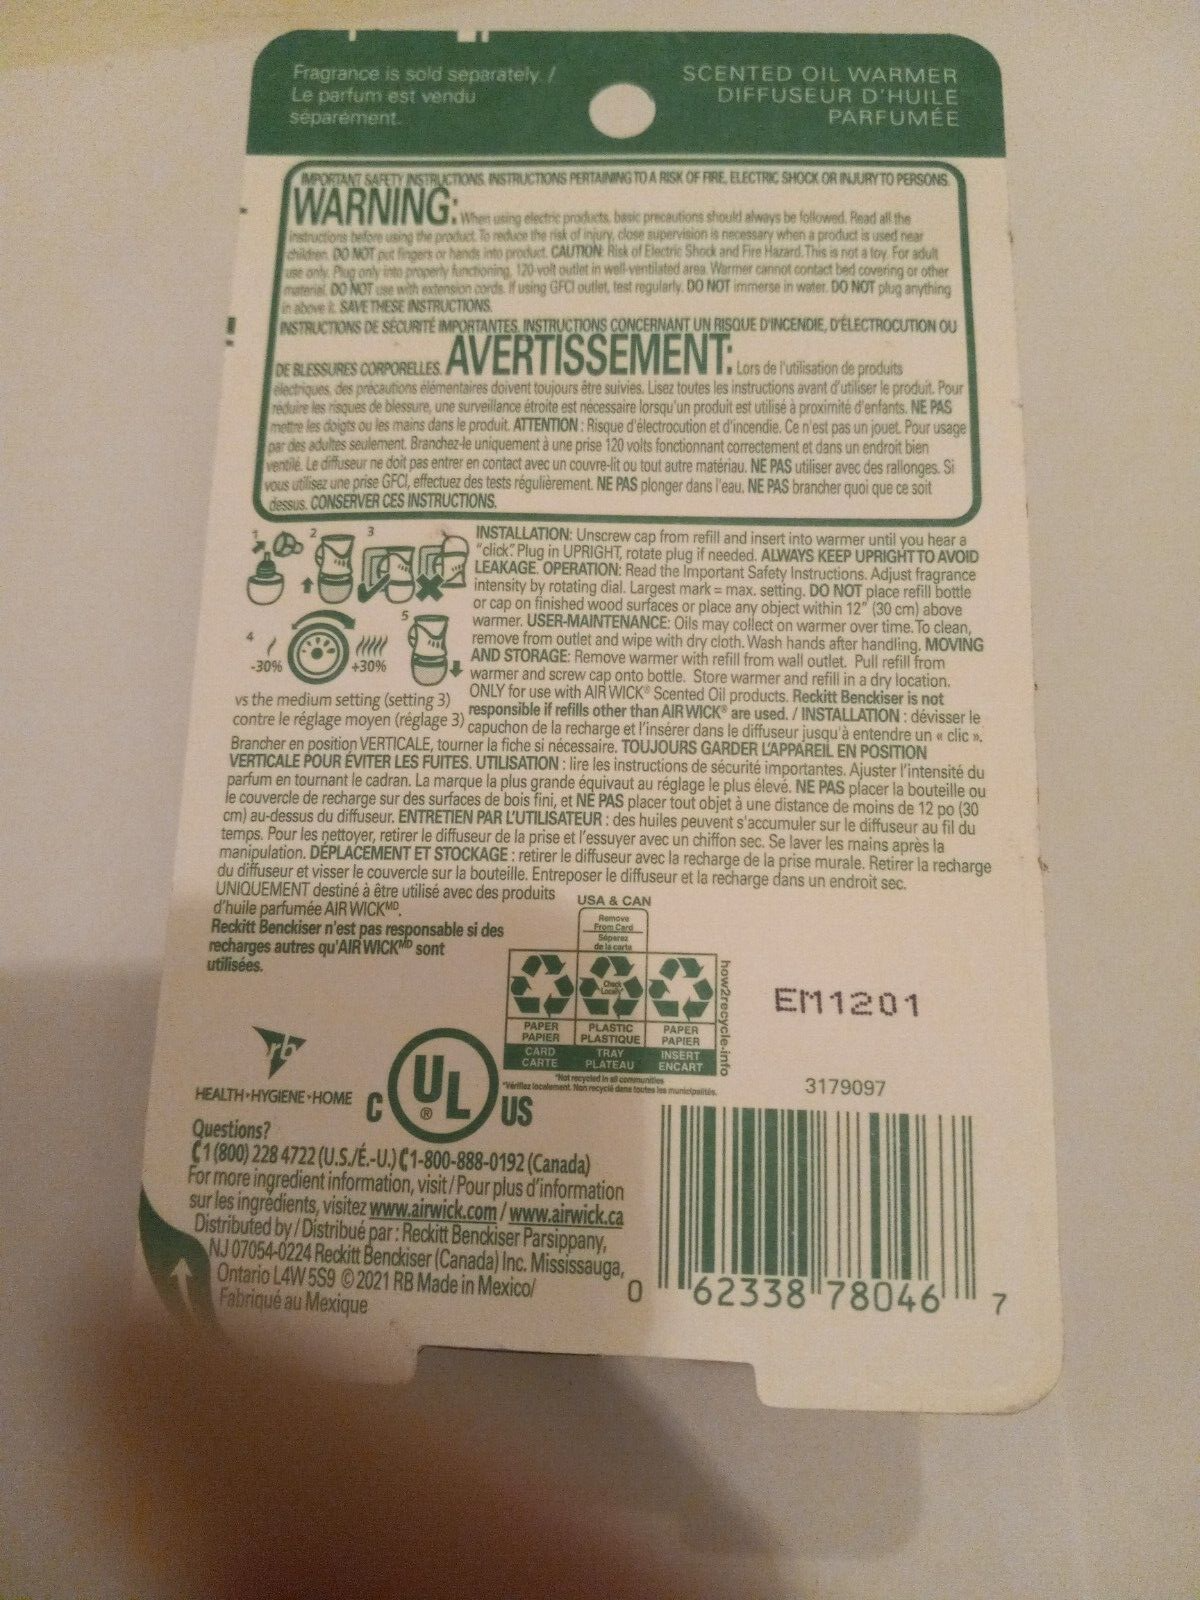 Fragrance is sold separately. /
Le parfum est vendu
séparément.
SCENTED OIL WARMER
DIFFUSEUR D'HUILE
PARFUMÉE
IMPORTANT SAFETY INSTRUCTIONS. INSTRUCTIONS PERTAINING TO A RISK OF FIRE, ELECTRIC SHOCK OR INJURY TO PERSONS.
WARNING: When using electric products, basic precautions should always be followed. Read all the
instructions before using the product. To reduce the risk of injury, close supervision is necessary when a product is used near
children. DO NOT put fingers or hands into product. CAUTION: Risk of Electric Shock and Fire Hazard. This is not a toy. For adult
use only. Plug only into properly functioning, 120-volt outlet in well-ventilated area. Warmer cannot contact bed covering or other
material. DO NOT use with extension cords. If using GFCI outlet, test regularly. DO NOT immerse in water. DO NOT plug anything
in above it. SAVE THESE INSTRUCTIONS.
INSTRUCTIONS DE SÉCURITÉ IMPORTANTES. INSTRUCTIONS CONCERNANT UN RISQUE D'INCENDIE, D'ÉLECTROCUTION OU
DE BLESSURES CORPORELLES. AVERTISSEMENT: Lors de l'utilisation de produits
électriques, des précautions élémentaires doivent toujours être suivies. Lisez toutes les instructions avant d'utiliser le produit. Pour
réduire les risques de blessure, une surveillance étroite est nécessaire lorsqu'un produit est utilisé à proximité d'enfants. NE PAS
mettre les doigts ou les mains dans le produit. ATTENTION : Risque d'électrocution et d'incendie. Ce n'est pas un jouet. Pour usage
par des adultes seulement. Branchez-le uniquement à une prise 120 volts fonctionnant correctement et dans un endroit bien
ventilé. Le diffuseur ne doit pas entrer en contact avec un couvre-lit ou tout autre matériau. NE PAS utiliser avec des rallonges. Si
vous utilisez une prise GFCI, effectuez des tests régulièrement. NE PAS plonger dans l'eau. NE PAS brancher quoi que ce soit
dessus. CONSERVER CES INSTRUCTIONS.
1 2 3
4 5
-30% +30%
vs the medium setting (setting 3)
contre le réglage moyen (réglage 3)
INSTALLATION: Unscrew cap from refill and insert into warmer until you hear a
"click". Plug in UPRIGHT, rotate plug if needed. ALWAYS KEEP UPRIGHT TO AVOID
LEAKAGE. OPERATION: Read the Important Safety Instructions. Adjust fragrance
intensity by rotating dial. Largest mark = max. setting. DO NOT place refill bottle
or cap on finished wood surfaces or place any object within 12" (30 cm) above
warmer. USER-MAINTENANCE: Oils may collect on warmer over time. To clean,
remove from outlet and wipe with dry cloth. Wash hands after handling. MOVING
AND STORAGE: Remove warmer with refill from wall outlet. Pull refill from
warmer and screw cap onto bottle. Store warmer and refill in a dry location.
ONLY for use with AIR WICK® Scented Oil products. Reckitt Benckiser is not
responsible if refills other than AIR WICK® are used. / INSTALLATION : dévisser le
capuchon de la recharge et l'insérer dans le diffuseur jusqu'à entendre un « clic ».
Brancher en position VERTICALE, tourner la fiche si nécessaire. TOUJOURS GARDER L'APPAREIL EN POSITION
VERTICALE POUR ÉVITER LES FUITES. UTILISATION : lire les instructions de sécurité importantes. Ajuster l'intensité du
parfum en tournant le cadran. La marque la plus grande équivaut au réglage le plus élevé. NE PAS placer la bouteille ou
le couvercle de recharge sur des surfaces de bois fini, et NE PAS placer tout objet à une distance de moins de 12 po (30
cm) au-dessus du diffuseur. ENTRETIEN PAR L'UTILISATEUR : des huiles peuvent s'accumuler sur le diffuseur au fil du
temps. Pour les nettoyer, retirer le diffuseur de la prise et l'essuyer avec un chiffon sec. Se laver les mains après la
manipulation. DÉPLACEMENT ET STOCKAGE : retirer le diffuseur avec la recharge de la prise murale. Retirer la recharge
du diffuseur et visser le couvercle sur la bouteille. Entreposer le diffuseur et la recharge dans un endroit sec.
UNIQUEMENT destiné à être utilisé avec des produits
d'huile parfumée AIR WICK MD.
Reckitt Benckiser n'est pas responsable si des
recharges autres qu'AIR WICK MD sont
utilisées.
USA & CAN
Remove
From Card
Séparez
de la carte
Check
Locally*
PAPER
PAPIER
CARD
CARTE
PLASTIC
PLASTIQUE
TRAY
PLATEAU
PAPER
PAPIER
INSERT
ENCART
how2recycle.info
*Not recycled in all communities
*Vérifiez localement. Non recyclé dans toutes les municipalités.
EM1201
3179097
rb
HEALTH•HYGIENE•HOME
C UL ® US
Questions?
1 (800) 228 4722 (U.S./É.-U.) 1-800-888-0192 (Canada)
For more ingredient information, visit / Pour plus d'information
sur les ingrédients, visitez www.airwick.com / www.airwick.ca
Distributed by / Distribué par : Reckitt Benckiser Parsippany,
NJ 07054-0224 Reckitt Benckiser (Canada) Inc. Mississauga,
Ontario L4W 5S9 © 2021 RB Made in Mexico/
Fabriqué au Mexique
0 62338 78046 7